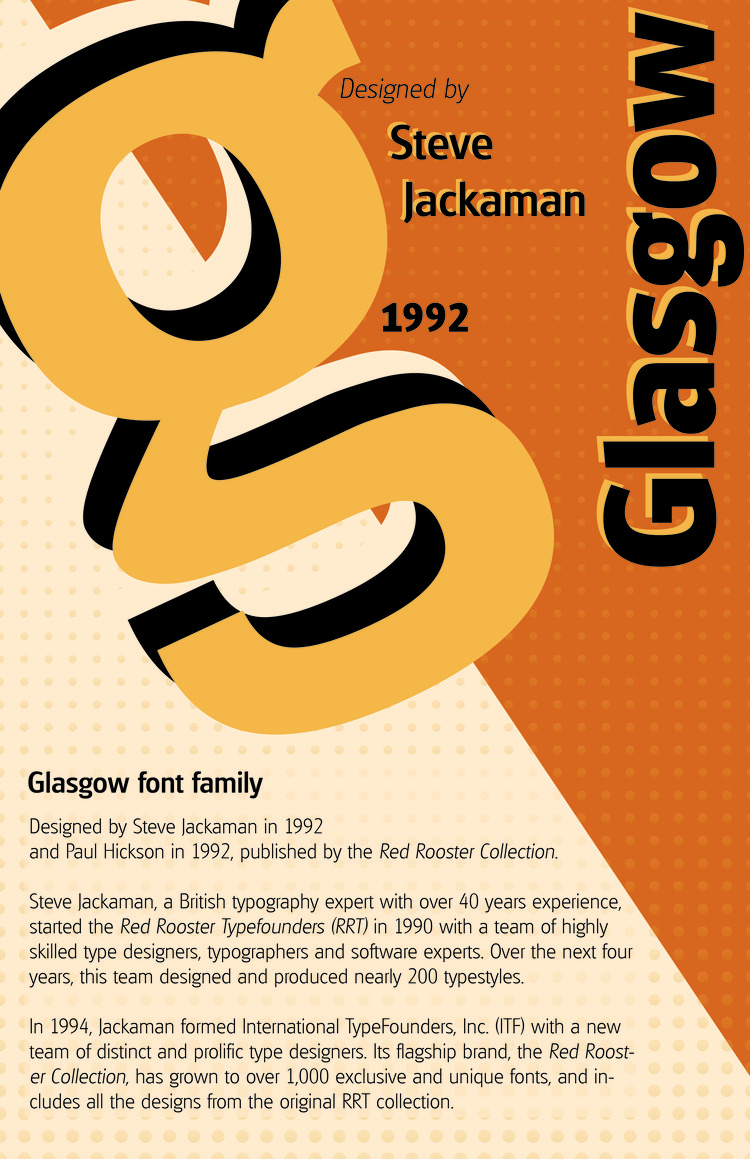 g
Designed by
Steve
Jackaman
1992
Glasgow
Glasgow font family
Designed by Steve Jackaman in 1992
and Paul Hickson in 1992, published by the Red Rooster Collection.
Steve Jackaman, a British typography expert with over 40 years experience,
started the Red Rooster Typefounders (RRT) in 1990 with a team of highly
skilled type designers, typographers and software experts. Over the next four
years, this team designed and produced nearly 200 typestyles.
In 1994, Jackaman formed International TypeFounders, Inc. (ITF) with a new
team of distinct and prolific type designers. Its flagship brand, the Red Roost-
er Collection, has grown to over 1,000 exclusive and unique fonts, and in-
cludes all the designs from the original RRT collection.